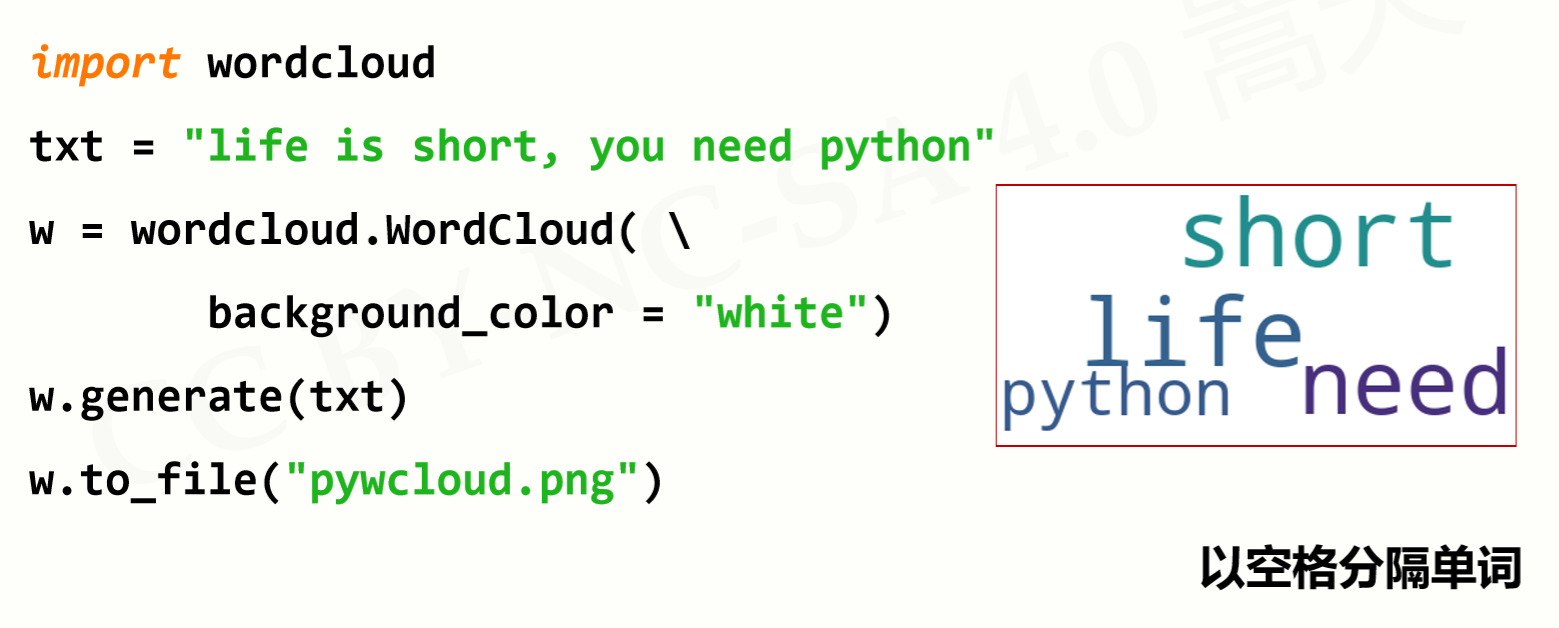 import wordcloud
txt = "life is short, you need python"
w = wordcloud.WordCloud( \
background_color = "white")
w.generate(txt)
w.to_file("pywcloud.png")
short
life
python
need
以空格分隔单词
CC BY NC-SA 4.0 嵩天